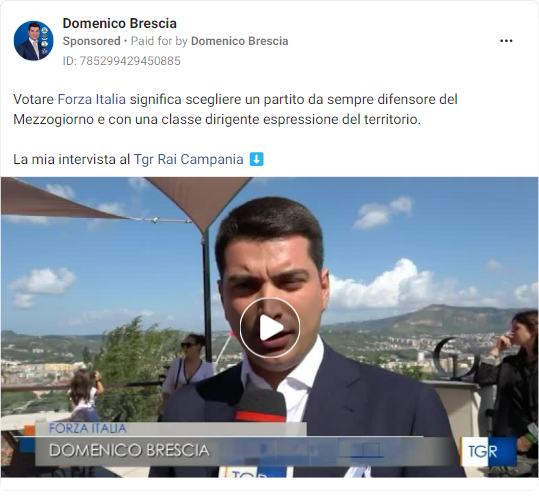 Domenico Brescia
Sponsored • Paid for by Domenico Brescia
ID: 785299429450885
Votare Forza Italia significa scegliere un partito da sempre difensore del
Mezzogiorno e con una classe dirigente espressione del territorio.
La mia intervista al Tgr Rai Campania ⬇️
FORZA ITALIA
DOMENICO BRESCIA
TGR
TGR